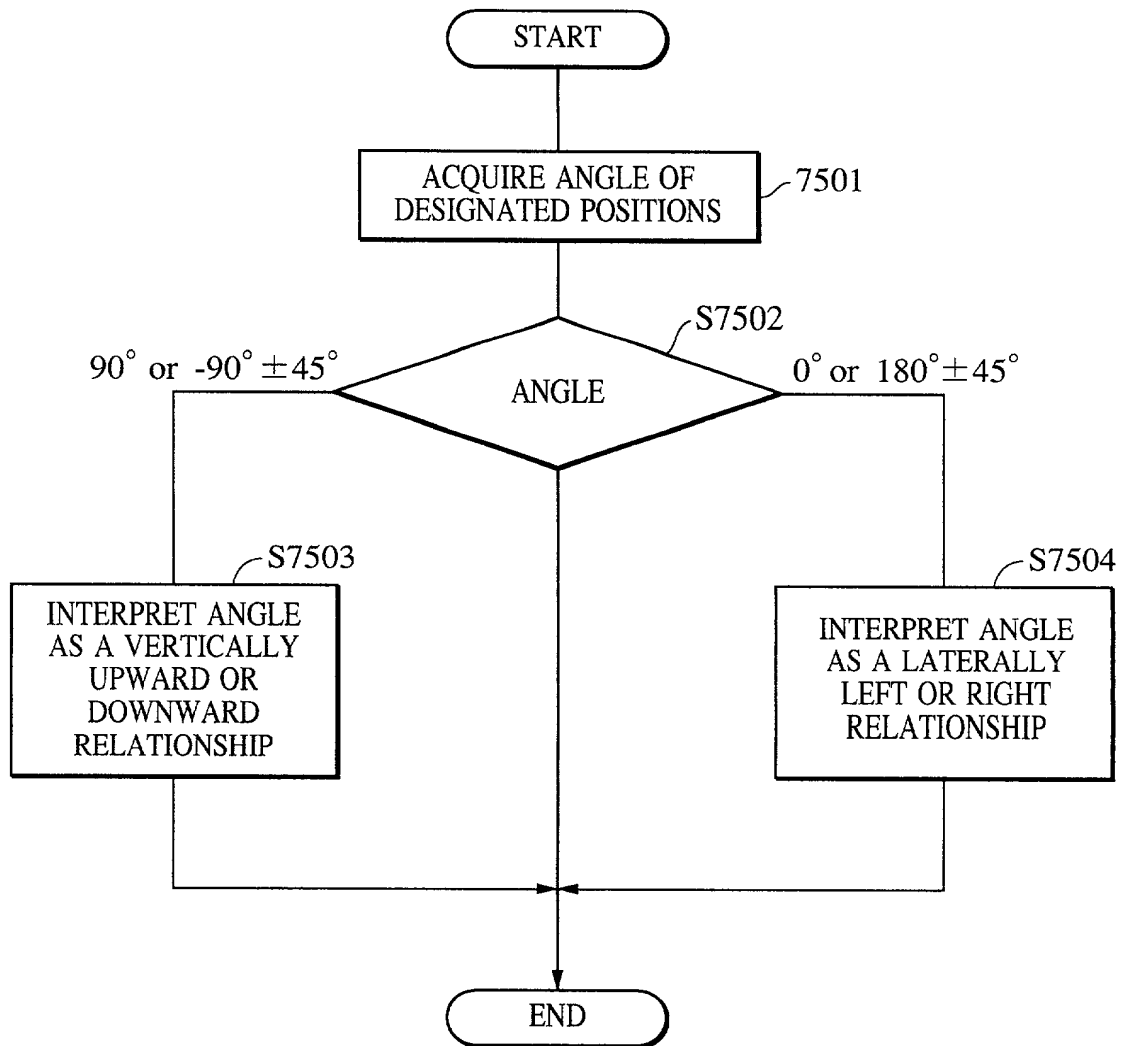 START
ACQUIRE ANGLE OF
DESIGNATED POSITIONS
7501
S7502
90° or -90° ±45°
ANGLE
0° or 180°±45°
S7503
INTERPRET ANGLE
AS A VERTICALLY
UPWARD OR
DOWNWARD
RELATIONSHIP
S7504
INTERPRET ANGLE
AS A LATERALLY
LEFT OR RIGHT
RELATIONSHIP
END